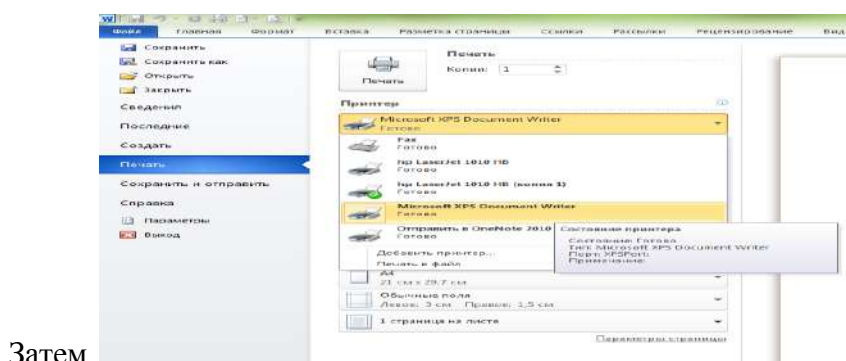 Файл Главная Формат Вставка Разметка страницы Ссылки Рассылки Рецензирование Вид
Сохранить
Сохранить как
Открыть
Закрыть
Сведения
Последние
Создать
Печать
Сохранить и отправить
Справка
Параметры
Выход
Печать
Копии: 1
Печать
Принтер
Microsoft XPS Document Writer
Готово
Fax
Готово
hp LaserJet 1010 HB
Готово
hp LaserJet 1010 HB (копия 1)
Готово
Microsoft XPS Document Writer
Готово
Отправить в OneNote 2010
Готово
Добавить принтер...
Печать в файл
Состояние принтера
Состояние: Готово
Тип: Microsoft XPS Document Writer
Порт: XPSPort:
Примечание:
A4
21 см x 29,7 см
Обычные поля
Левое: 3 см Правое: 1,5 см
1 страница на листе
Параметры страницы
Затем